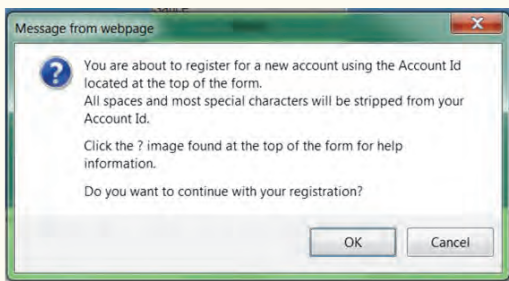 Message from webpage
You are about to register for a new account using the Account Id
located at the top of the form.
All spaces and most special characters will be stripped from your
Account Id.
Click the ? image found at the top of the form for help
information.
Do you want to continue with your registration?
OK
Cancel